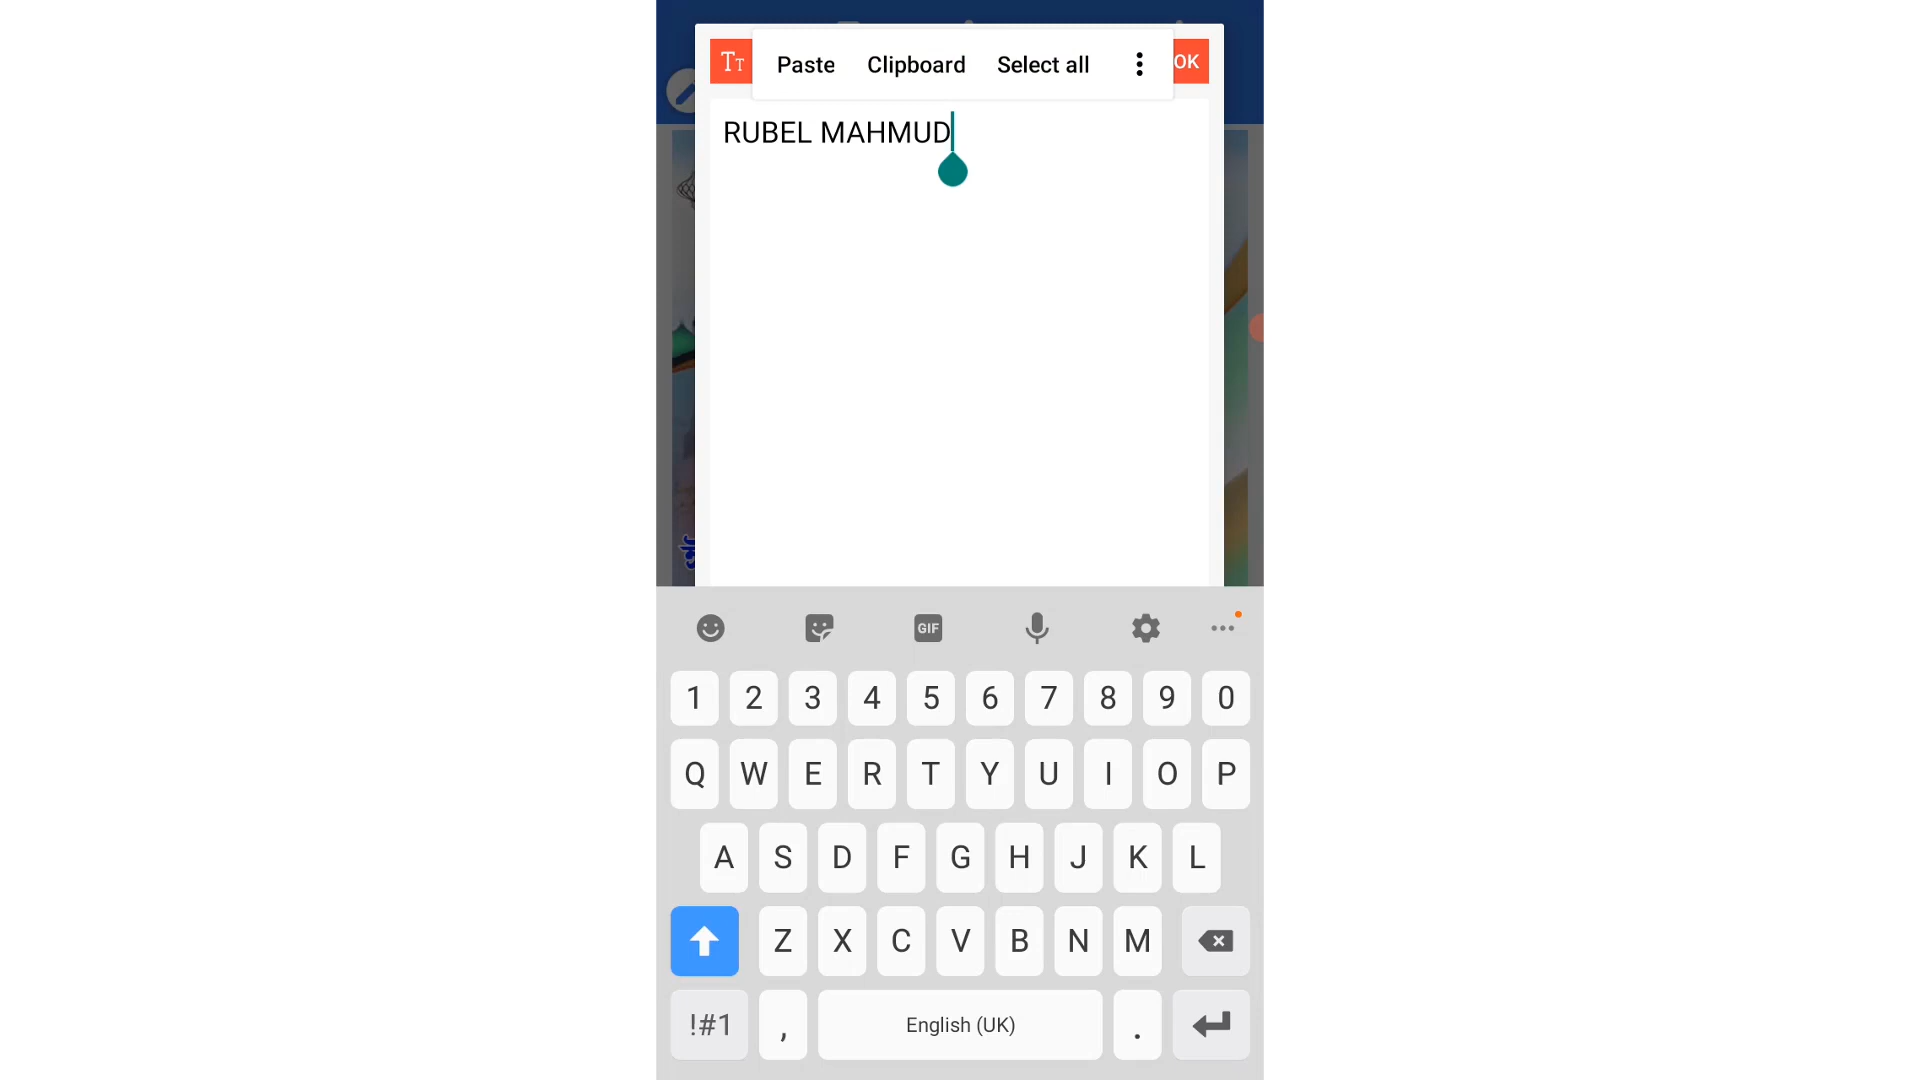 Tт Paste Clipboard Select all OK
RUBEL MAHMUD
GIF
1 2 3 4 5 6 7 8 9 0
Q W E R T Y U I O P
A S D F G H J K L
Z X C V B N M
!#1 , English (UK) .